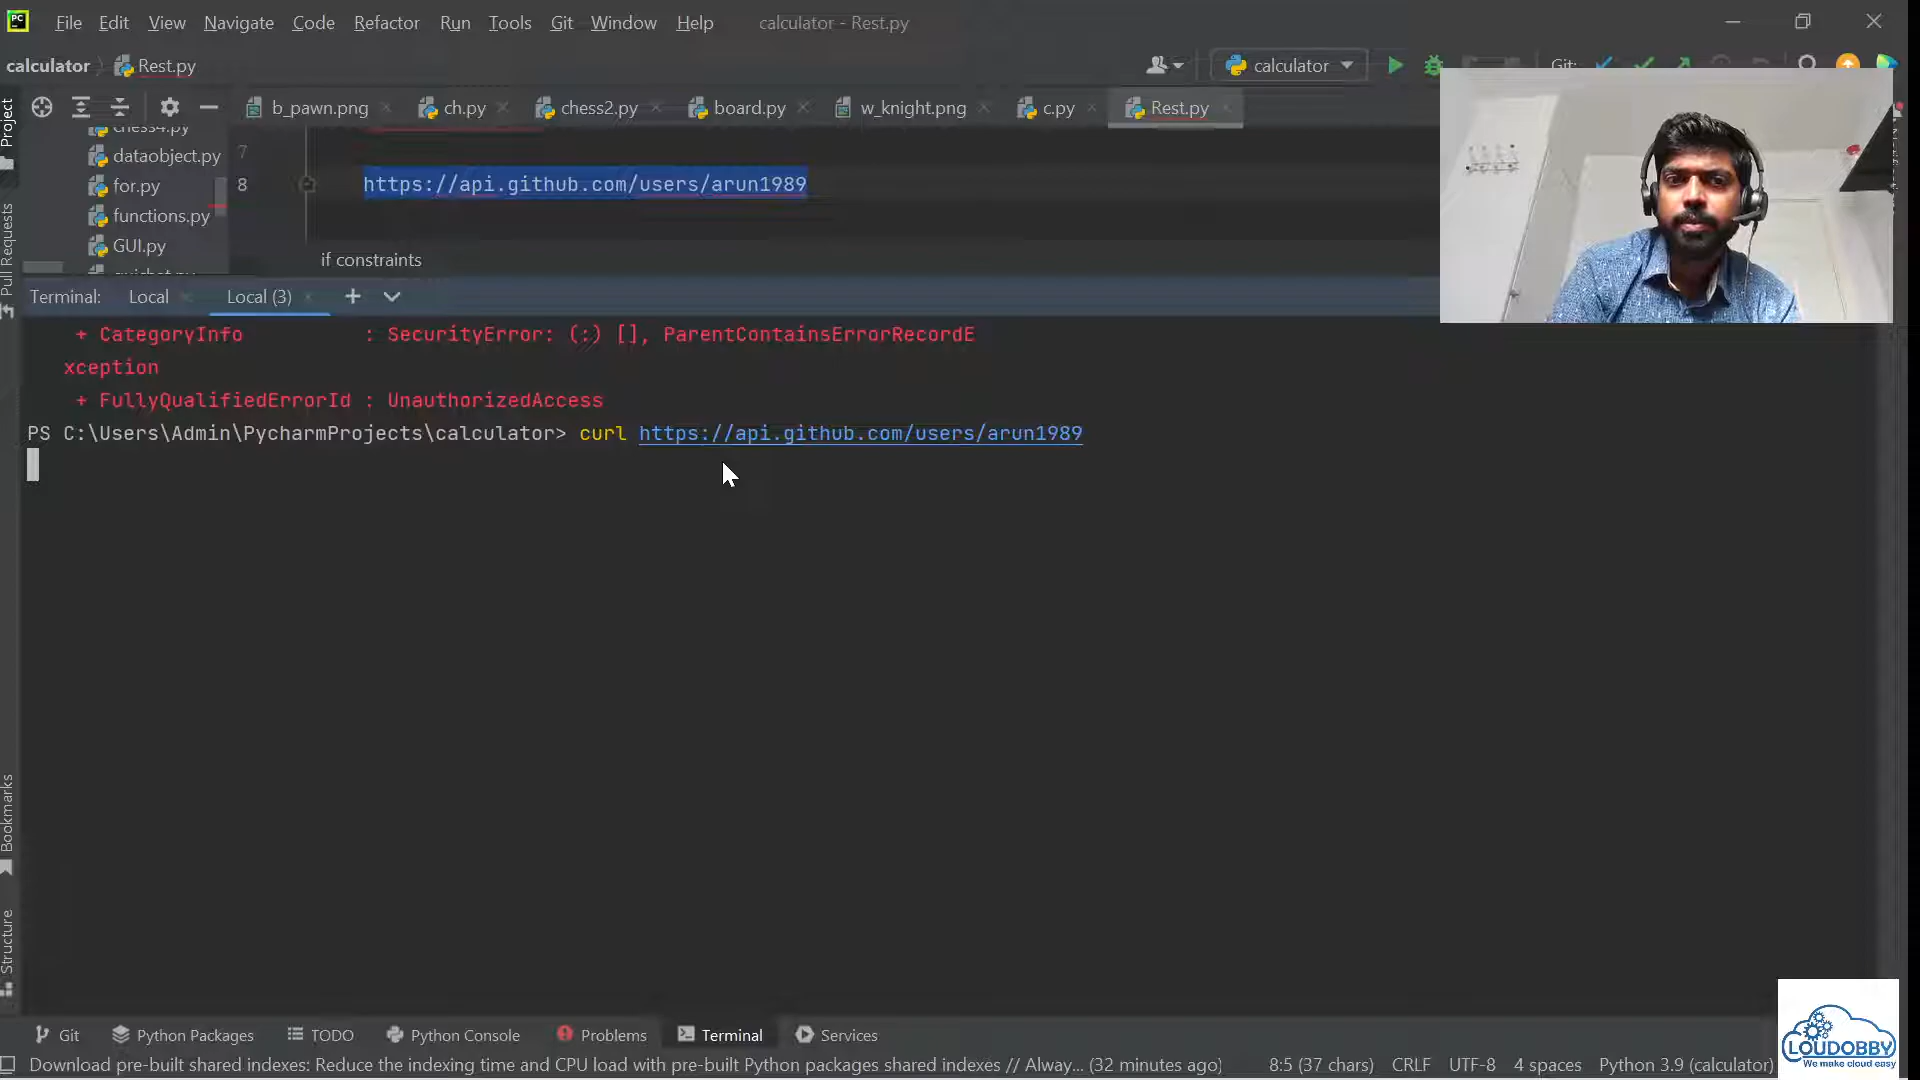 PC File Edit View Navigate Code Refactor Run Tools Git Window Help calculator - Rest.py
calculator Rest.py calculator Git:
b_pawn.png ch.py chess2.py board.py w_knight.png c.py Rest.py
Project
Pull Requests
Bookmarks
Structure
chess4.py
dataobject.py
for.py
functions.py
GUI.py
7
8 https://api.github.com/users/arun1989
if constraints
Terminal: Local Local (3)
+ CategoryInfo : SecurityError: (:) [], ParentContainsErrorRecordE
xception
+ FullyQualifiedErrorId : UnauthorizedAccess
PS C:\Users\Admin\PycharmProjects\calculator> curl https://api.github.com/users/arun1989
Git Python Packages TODO Python Console Problems Terminal Services
Download pre-built shared indexes: Reduce the indexing time and CPU load with pre-built Python packages shared indexes // Alway... (32 minutes ago) 8:5 (37 chars) CRLF UTF-8 4 spaces Python 3.9 (calculator)
LOUDOBBY
We make cloud easy